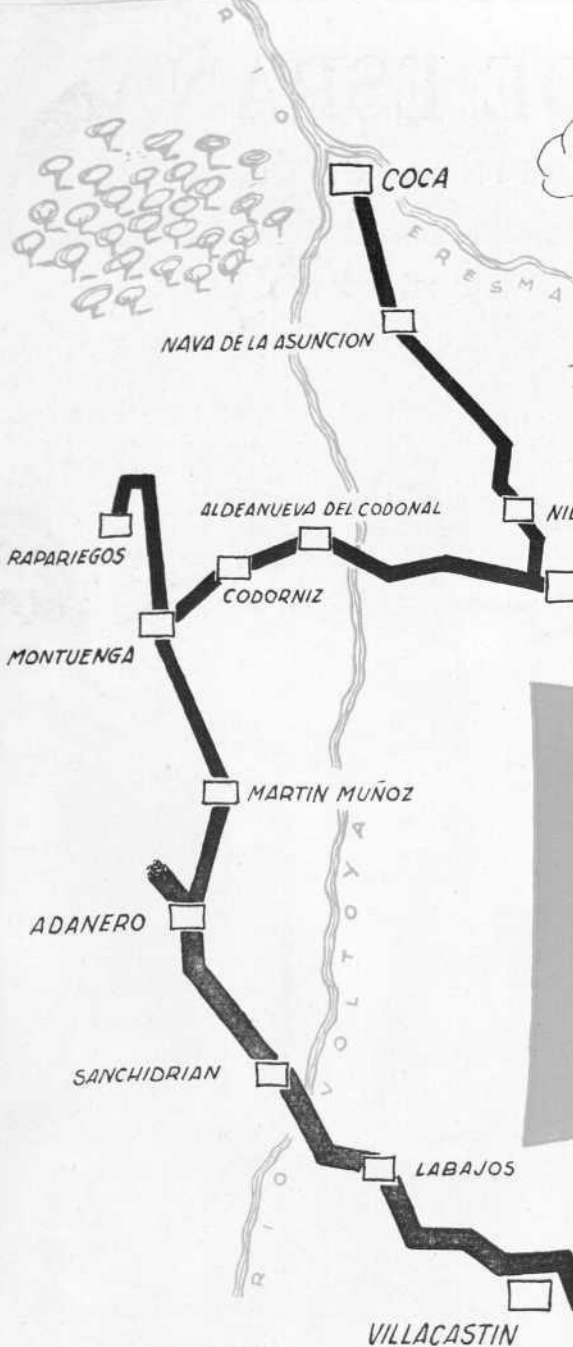 RIO
COCA
ERESMA
NAVA DE LA ASUNCION
ALDEANUEVA DEL CODONAL
NIE
RAPARIEGOS
CODORNIZ
MONTUENGA
MARTIN MUÑOZ
ADANERO
RIO VOLTOYA
SANCHIDRIAN
LABAJOS
VILLACASTIN